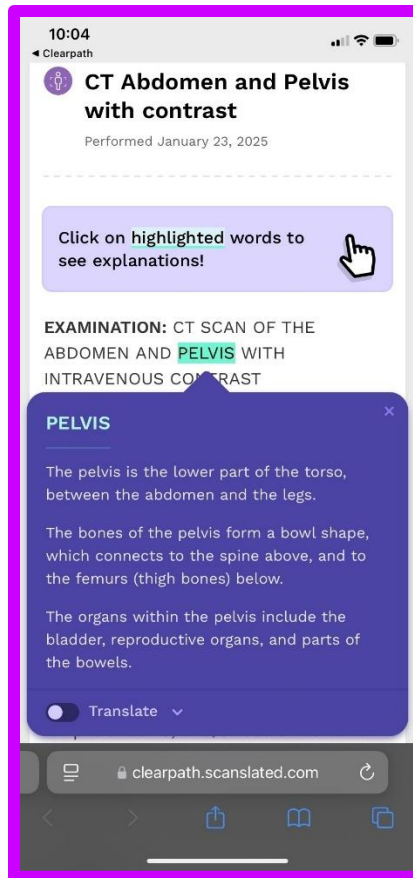 10:04
◀ Clearpath
CT Abdomen and Pelvis
with contrast
Performed January 23, 2025
Click on highlighted words to
see explanations!
EXAMINATION: CT SCAN OF THE
ABDOMEN AND PELVIS WITH
INTRAVENOUS CONTRAST
PELVIS
×
The pelvis is the lower part of the torso,
between the abdomen and the legs.
The bones of the pelvis form a bowl shape,
which connects to the spine above, and to
the femurs (thigh bones) below.
The organs within the pelvis include the
bladder, reproductive organs, and parts of
the bowels.
Translate
clearpath.scanslated.com